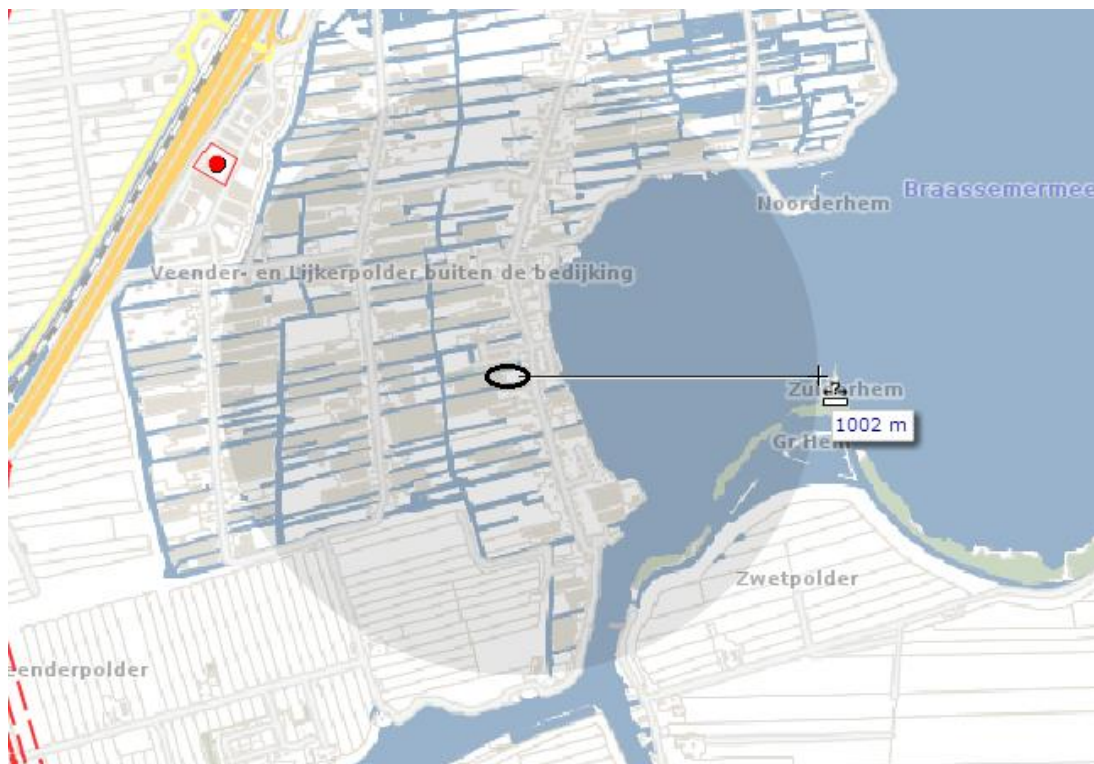 Noorderhem
Braassemermee
Veender- en Lijkerpolder buiten de bedijking
Zuiderhem
?
1002 m
Gr Hem
Zwetpolder
eenderpolder